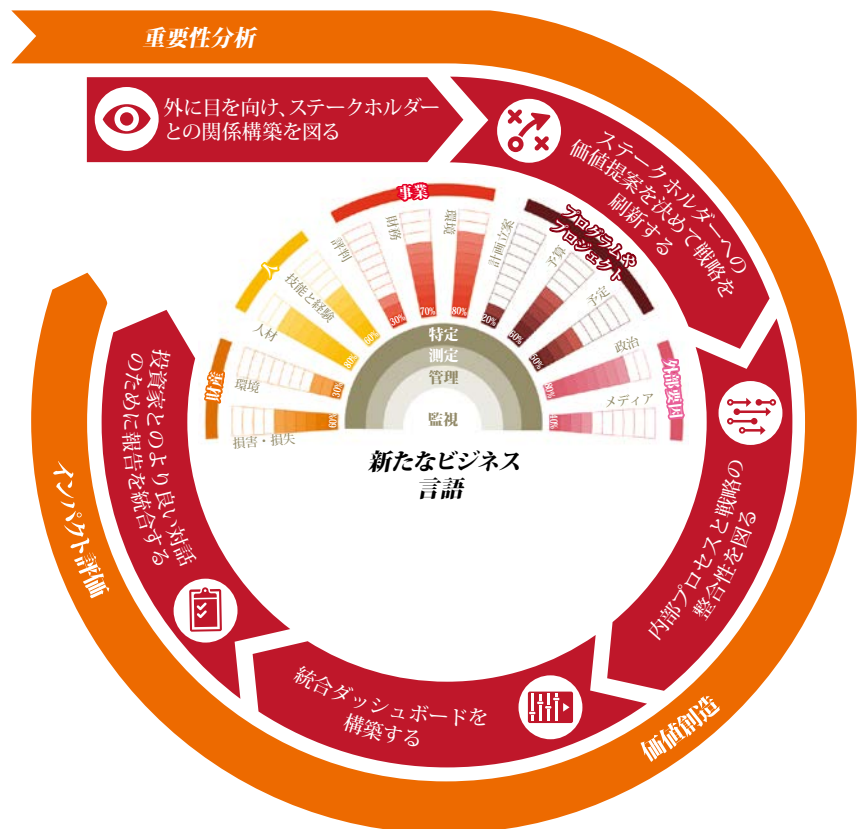 重要性分析
外に目を向け、ステークホルダー
との関係構築を図る
ステークホルダーへの
価値提案を決めて戦略を
刷新する
内部プロセスと戦略の
整合性を図る
価値創造
統合ダッシュボードを
構築する
投資家とのより良い対話
のために報告を統合する
インパクト評価
財産
損害・損失
60%
環境
30%
人
人材
80%
技能と経験
60%
事業
評判
30%
財務
70%
環境
80%
プログラムや
プロジェクト
計画立案
20%
予算
60%
予定
50%
外部要因
政治
80%
メディア
40%
特定
測定
管理
監視
新たなビジネス
言語